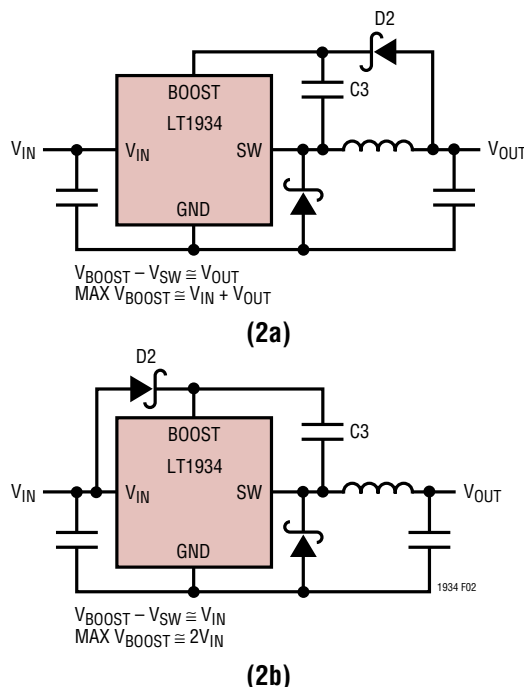 D2
BOOST
C3
LT1934
V_IN
V_IN
SW
V_OUT
GND
V_BOOST – V_SW ≅ V_OUT
MAX V_BOOST ≅ V_IN + V_OUT
(2a)
D2
BOOST
C3
LT1934
V_IN
V_IN
SW
V_OUT
GND
1934 F02
V_BOOST – V_SW ≅ V_IN
MAX V_BOOST ≅ 2V_IN
(2b)